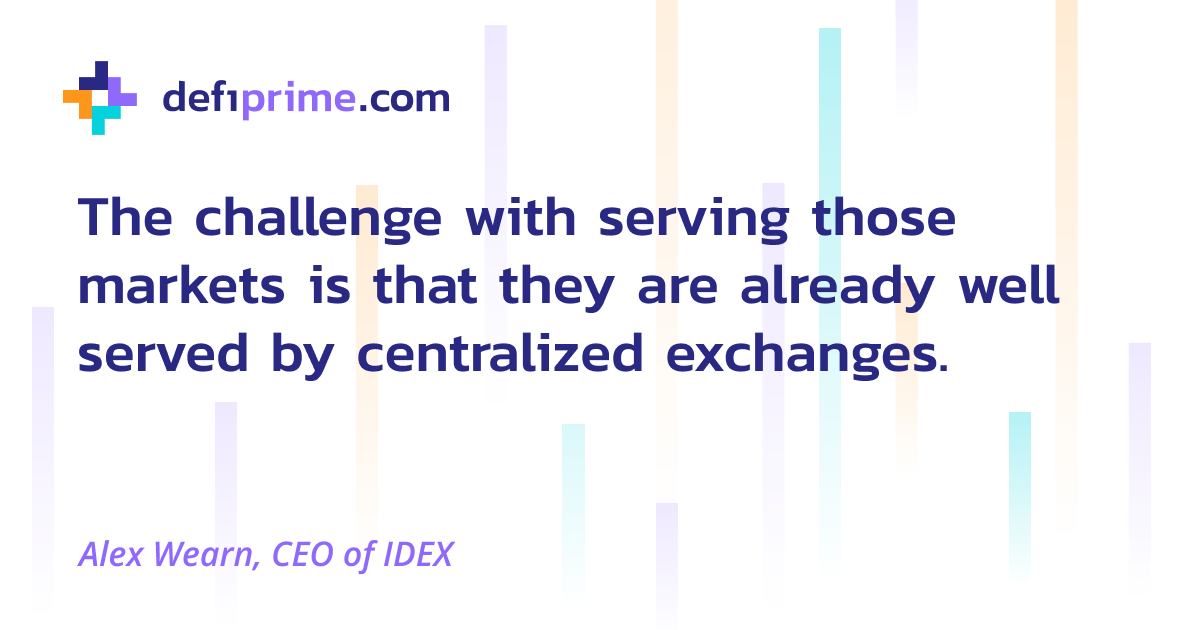 defiprime.com
The challenge with serving those
markets is that they are already well
served by centralized exchanges.
Alex Wearn, CEO of IDEX